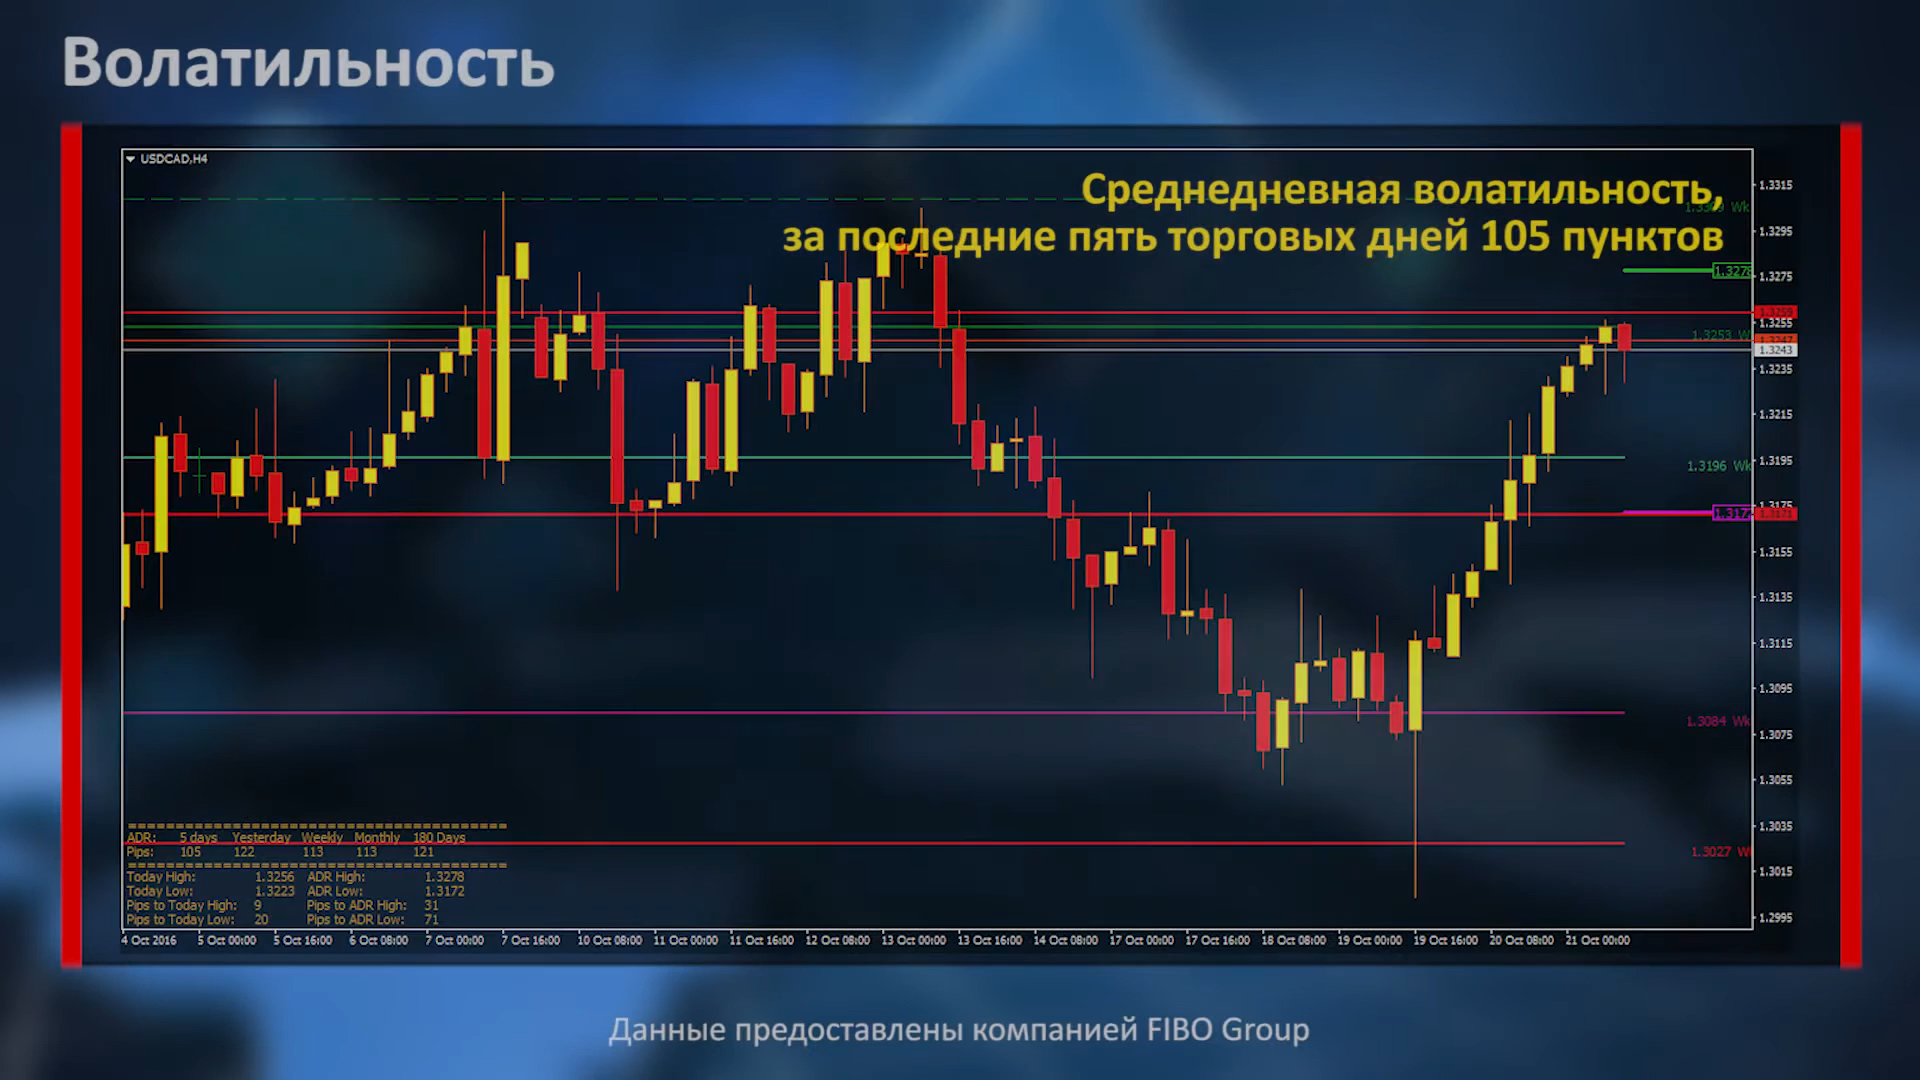 Волатильность
USDCAD,H4
Среднедневная волатильность,
за последние пять торговых дней 105 пунктов
1.3315
1.3295
1.3278
1.3275
1.3255
1.3253 W
1.3243
1.3235
1.3215
1.3196 Wk
1.3195
1.3175
1.3155
1.3135
1.3115
1.3095
1.3084 Wk
1.3075
1.3055
1.3035
1.3027 W
1.3015
1.2995
ADR: 5 days Yesterday Weekly Monthly 180 Days
Pips: 105 122 113 113 121
Today High: 1.3256 ADR High: 1.3278
Today Low: 1.3223 ADR Low: 1.3172
Pips to Today High: 9 Pips to ADR High: 31
Pips to Today Low: 20 Pips to ADR Low: 71
4 Oct 2016 5 Oct 00:00 5 Oct 16:00 6 Oct 08:00 7 Oct 00:00 7 Oct 16:00 10 Oct 08:00 11 Oct 00:00 11 Oct 16:00 12 Oct 08:00 13 Oct 00:00 13 Oct 16:00 14 Oct 08:00 17 Oct 00:00 17 Oct 16:00 18 Oct 08:00 19 Oct 00:00 19 Oct 16:00 20 Oct 08:00 21 Oct 00:00
Данные предоставлены компанией FIBO Group